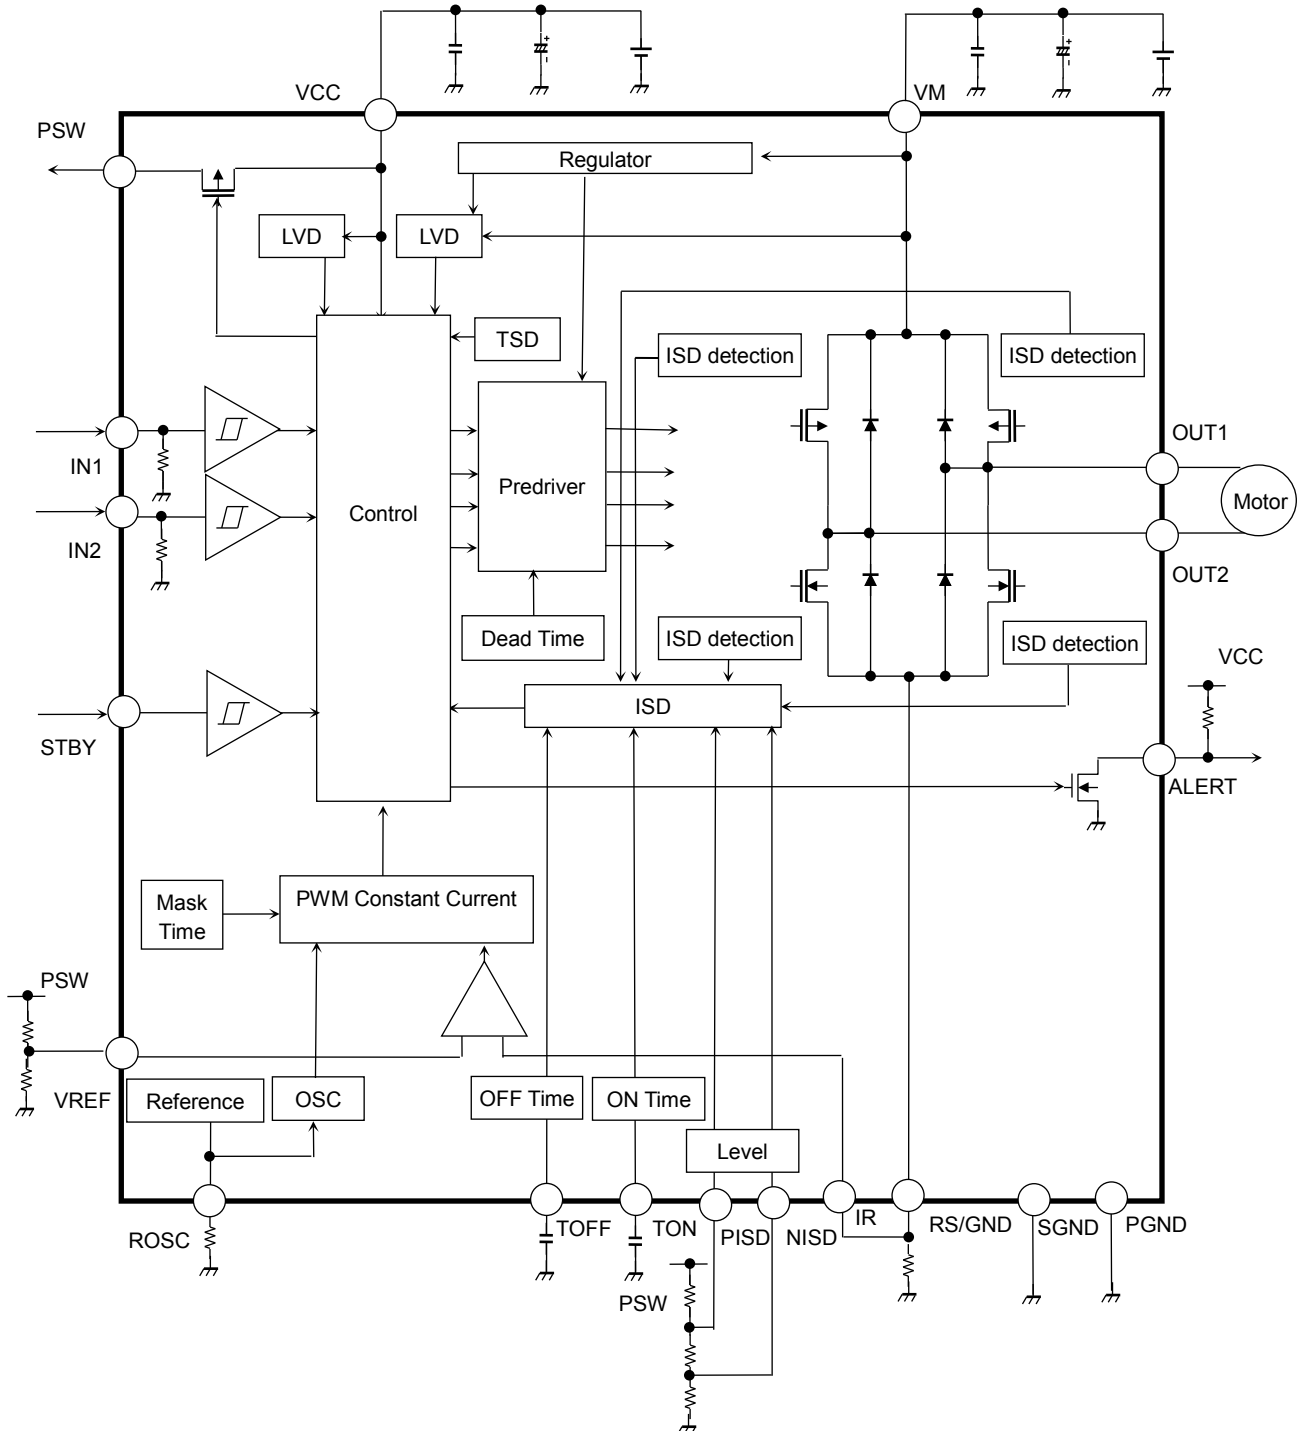 VCC
VM
PSW
Regulator
LVD
LVD
TSD
ISD detection
ISD detection
OUT1
IN1
Control
Predriver
Motor
IN2
OUT2
Dead Time
ISD detection
ISD detection
VCC
ISD
STBY
ALERT
Mask
Time
PWM Constant Current
PSW
VREF
Reference
OSC
OFF Time
ON Time
Level
ROSC
TOFF
TON
PISD
NISD
IR
RS/GND
SGND
PGND
PSW